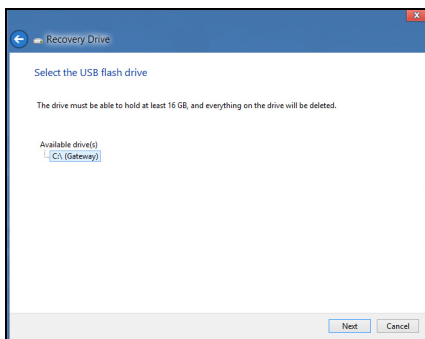 Recovery Drive
Select the USB flash drive
The drive must be able to hold at least 16 GB, and everything on the drive will be deleted.
Available drive(s)
C:\ (Gateway)
Next Cancel